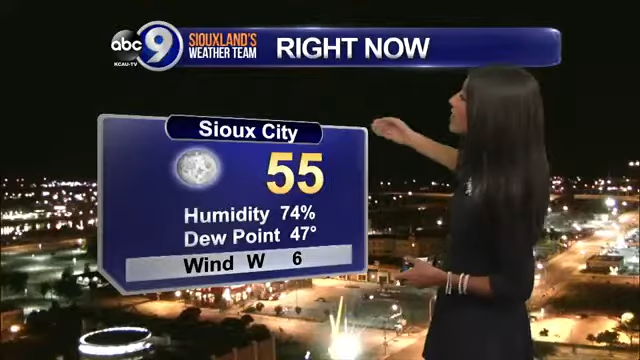 abc 9
KCAU-TV
SIOUXLAND'S
WEATHER TEAM
RIGHT NOW
Sioux City
55
Humidity 74%
Dew Point 47°
Wind W 6